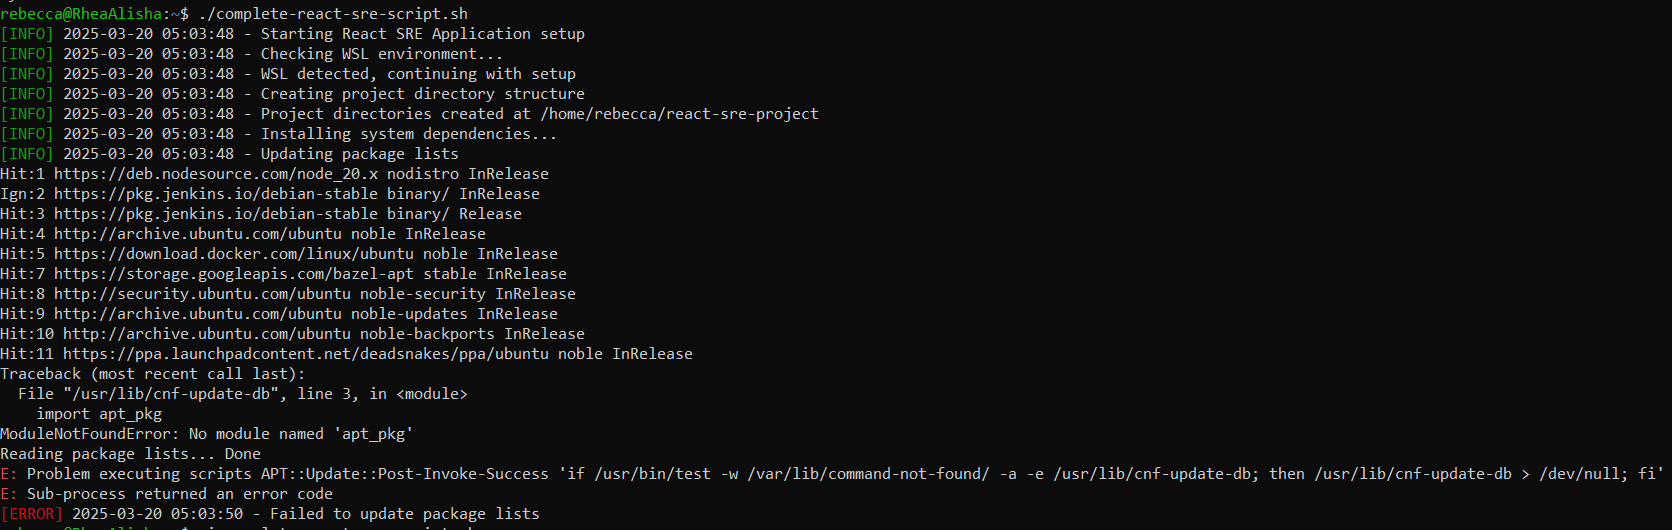 rebecca@RheaAlisha:~$ ./complete-react-sre-script.sh
[INFO] 2025-03-20 05:03:48 - Starting React SRE Application setup
[INFO] 2025-03-20 05:03:48 - Checking WSL environment...
[INFO] 2025-03-20 05:03:48 - WSL detected, continuing with setup
[INFO] 2025-03-20 05:03:48 - Creating project directory structure
[INFO] 2025-03-20 05:03:48 - Project directories created at /home/rebecca/react-sre-project
[INFO] 2025-03-20 05:03:48 - Installing system dependencies...
[INFO] 2025-03-20 05:03:48 - Updating package lists
Hit:1 https://deb.nodesource.com/node_20.x nodistro InRelease
Ign:2 https://pkg.jenkins.io/debian-stable binary/ InRelease
Hit:3 https://pkg.jenkins.io/debian-stable binary/ Release
Hit:4 http://archive.ubuntu.com/ubuntu noble InRelease
Hit:5 https://download.docker.com/linux/ubuntu noble InRelease
Hit:7 https://storage.googleapis.com/bazel-apt stable InRelease
Hit:8 http://security.ubuntu.com/ubuntu noble-security InRelease
Hit:9 http://archive.ubuntu.com/ubuntu noble-updates InRelease
Hit:10 http://archive.ubuntu.com/ubuntu noble-backports InRelease
Hit:11 https://ppa.launchpadcontent.net/deadsnakes/ppa/ubuntu noble InRelease
Traceback (most recent call last):
  File "/usr/lib/cnf-update-db", line 3, in <module>
    import apt_pkg
ModuleNotFoundError: No module named 'apt_pkg'
Reading package lists... Done
E: Problem executing scripts APT::Update::Post-Invoke-Success 'if /usr/bin/test -w /var/lib/command-not-found/ -a -e /usr/lib/cnf-update-db; then /usr/lib/cnf-update-db > /dev/null; fi'
E: Sub-process returned an error code
[ERROR] 2025-03-20 05:03:50 - Failed to update package lists